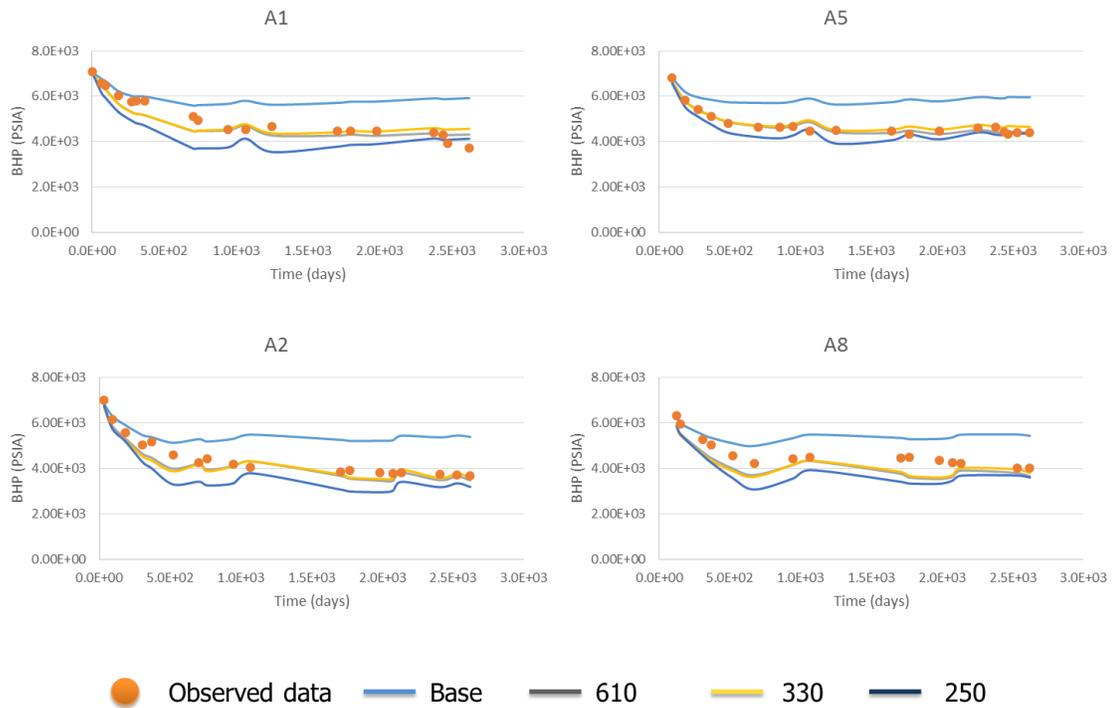 A1
8.0E+03
6.0E+03
4.0E+03
2.0E+03
0.0E+00
BHP (PSIA)
0.0E+00 5.0E+02 1.0E+03 1.5E+03 2.0E+03 2.5E+03 3.0E+03
Time (days)
A5
8.0E+03
6.0E+03
4.0E+03
2.0E+03
0.0E+00
BHP (PSIA)
0.0E+00 5.0E+02 1.0E+03 1.5E+03 2.0E+03 2.5E+03 3.0E+03
Time (days)
A2
8.00E+03
6.00E+03
4.00E+03
2.00E+03
0.00E+00
BHP (PSIA)
0.0E+00 5.0E+02 1.0E+03 1.5E+03 2.0E+03 2.5E+03 3.0E+03
Time (days)
A8
8.00E+03
6.00E+03
4.00E+03
2.00E+03
0.00E+00
BHP (PSIA)
0.0E+00 5.0E+02 1.0E+03 1.5E+03 2.0E+03 2.5E+03 3.0E+03
Time (days)
Observed data Base 610 330 250